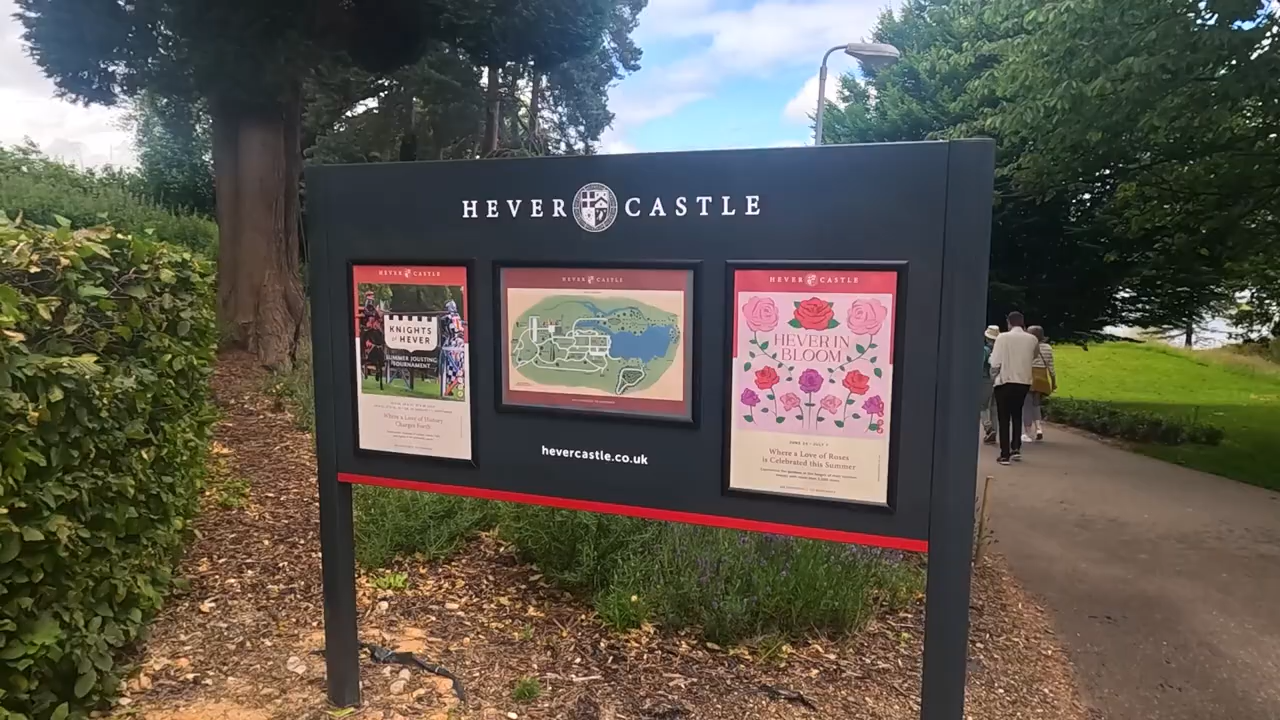 HEVER CASTLE
HEVER CASTLE
KNIGHTS
of HEVER
SUMMER JOUSTING
TOURNAMENT
Where a Love of History
Charges Forth
HEVER CASTLE
HEVER CASTLE
HEVER IN
BLOOM
Where a Love of Roses
is Celebrated this Summer
hevercastle.co.uk